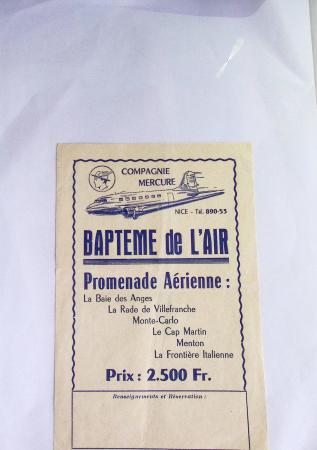 COMPAGNIE
MERCURE
NICE - Tél. 890-55
BAPTEME de L'AIR
Promenade Aérienne :
La Baie des Anges
La Rade de Villefranche
Monte-Carlo
Le Cap Martin
Menton
La Frontière Italienne
Prix : 2.500 Fr.
Renseignements et Réservation :